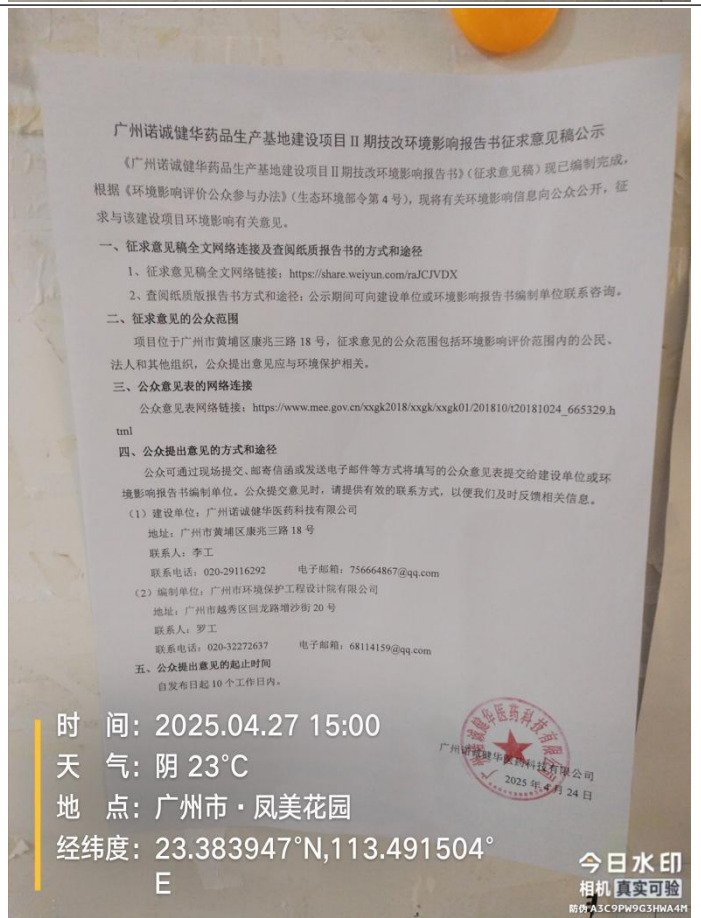 广州诺诚健华药品生产基地建设项目II期技改环境影响报告书征求意见稿公示
《广州诺诚健华药品生产基地建设项目II期技改环境影响报告书》（征求意见稿）现已编制完成，
根据《环境影响评价公众参与办法》（生态环境部令第4号），现将有关环境影响信息向公众公开，征
求与该建设项目环境影响有关意见。
一、征求意见稿全文网络连接及查阅纸质报告书的方式和途径
1、征求意见稿全文网络链接：https://share.weiyun.com/raJCJVDX
2、查阅纸质版报告书方式和途径：公示期间可向建设单位或环境影响报告书编制单位联系咨询。
二、征求意见的公众范围
项目位于广州市黄埔区康兆三路18号，征求意见的公众范围包括环境影响评价范围内的公民、
法人和其他组织，公众提出意见应与环境保护相关。
三、公众意见表的网络连接
公众意见表网络链接：https://www.mee.gov.cn/xxgk2018/xxgk/xxgk01/201810/t20181024_665329.h
tml
四、公众提出意见的方式和途径
公众可通过现场提交、邮寄信函或发送电子邮件等方式将填写的公众意见表提交给建设单位或环
境影响报告书编制单位。公众提交意见时，请提供有效的联系方式，以便我们及时反馈相关信息。
（1）建设单位：广州诺诚健华医药科技有限公司
地址：广州市黄埔区康兆三路18号
联系人：李工
联系电话：020-29116292 电子邮箱：756664867@qq.com
（2）编制单位：广州市环境保护工程设计院有限公司
地址：广州市越秀区回龙路增沙街20号
联系人：罗工
联系电话：020-32272637 电子邮箱：68114159@qq.com
五、公众提出意见的起止时间
自发布日起10个工作日内。
广州诺诚健华医药科技有限公司
广州诺诚健华医药科技有限公司
2025年4月24日
时 间：2025.04.27 15:00
天 气：阴 23℃
地 点：广州市·凤美花园
经纬度：23.383947°N,113.491504°
E
今日水印
相机 真实可验
防伪 A3C9PW9G3HWA4M